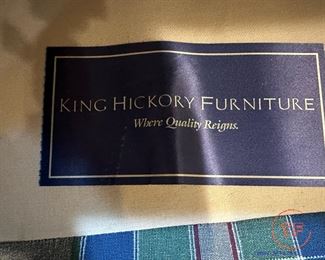 KING HICKORY FURNITURE
Where Quality Reigns.